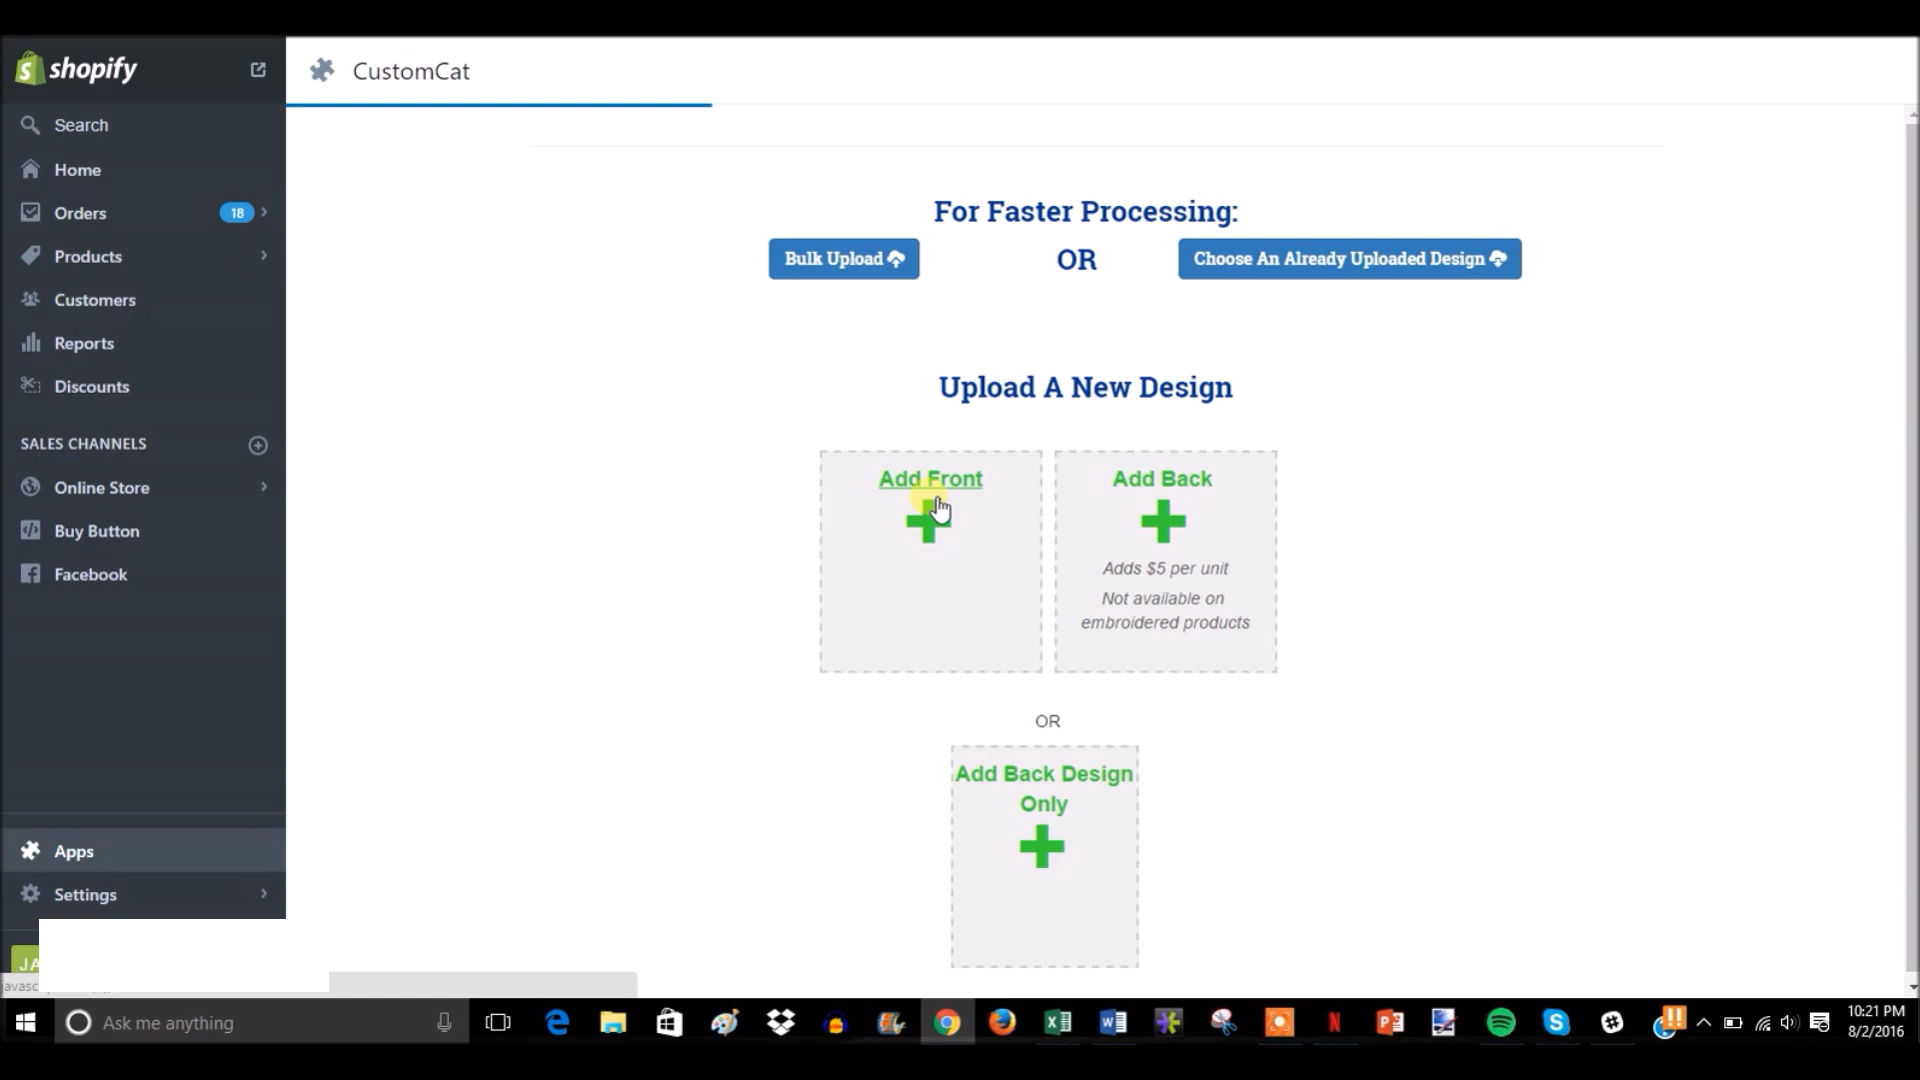 shopify
CustomCat
Search
Home
Orders 18
Products
Customers
Reports
Discounts
SALES CHANNELS
Online Store
Buy Button
Facebook
Apps
Settings
JA
javasc
For Faster Processing:
Bulk Upload
OR
Choose An Already Uploaded Design
Upload A New Design
Add Front
Add Back
Adds $5 per unit
Not available on
embroidered products
OR
Add Back Design
Only
Ask me anything
10:21 PM
8/2/2016